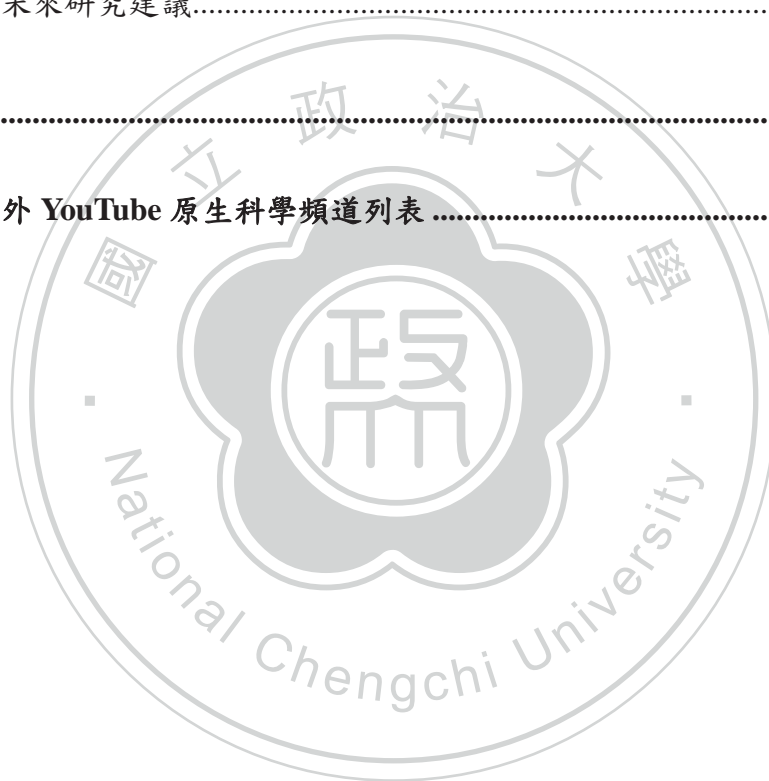 未來研究建議......................................................................
..........................................................................................
外 YouTube 原生科學頻道列表 ..........................................
國立政治大學
政
National Chengchi University